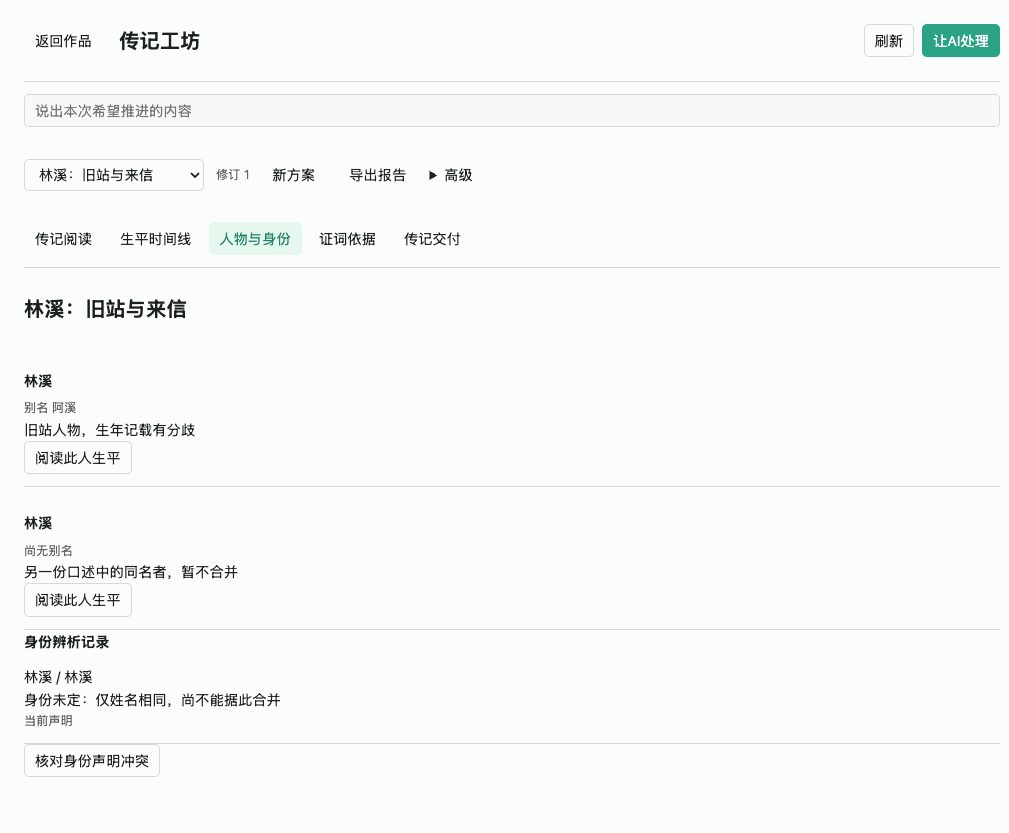 返回作品 传记工坊 刷新 让AI处理
说出本次希望推进的内容
林溪：旧站与来信 修订 1 新方案 导出报告 ▶ 高级
传记阅读 生平时间线 人物与身份 证词依据 传记交付
林溪：旧站与来信
林溪
别名 阿溪
旧站人物，生年记载有分歧
阅读此人生平
林溪
尚无别名
另一份口述中的同名者，暂不合并
阅读此人生平
身份辨析记录
林溪 / 林溪
身份未定：仅姓名相同，尚不能据此合并
当前声明
核对身份声明冲突